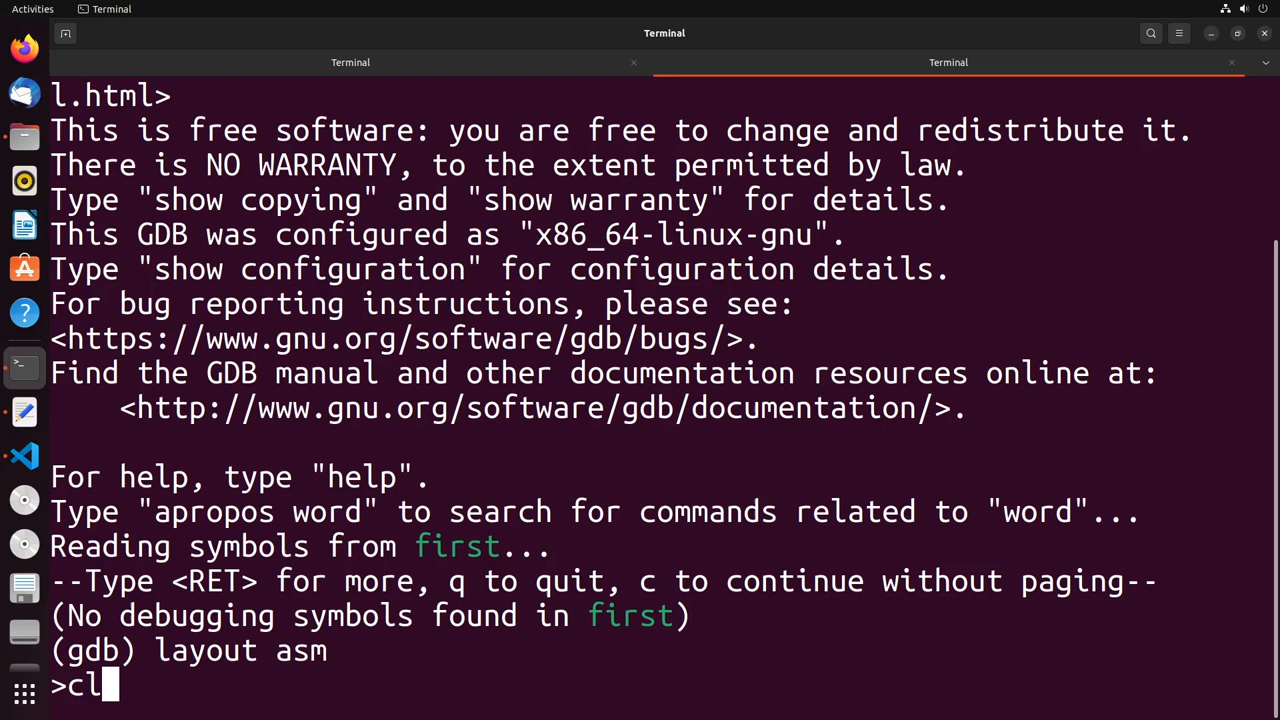 Activities
Terminal
Terminal
Terminal
Terminal
l.html>
This is free software: you are free to change and redistribute it.
There is NO WARRANTY, to the extent permitted by law.
Type "show copying" and "show warranty" for details.
This GDB was configured as "x86_64-linux-gnu".
Type "show configuration" for configuration details.
For bug reporting instructions, please see:
<https://www.gnu.org/software/gdb/bugs/>.
Find the GDB manual and other documentation resources online at:
<http://www.gnu.org/software/gdb/documentation/>.
For help, type "help".
Type "apropos word" to search for commands related to "word"...
Reading symbols from first...
--Type <RET> for more, q to quit, c to continue without paging--
(No debugging symbols found in first)
(gdb) layout asm
>cl